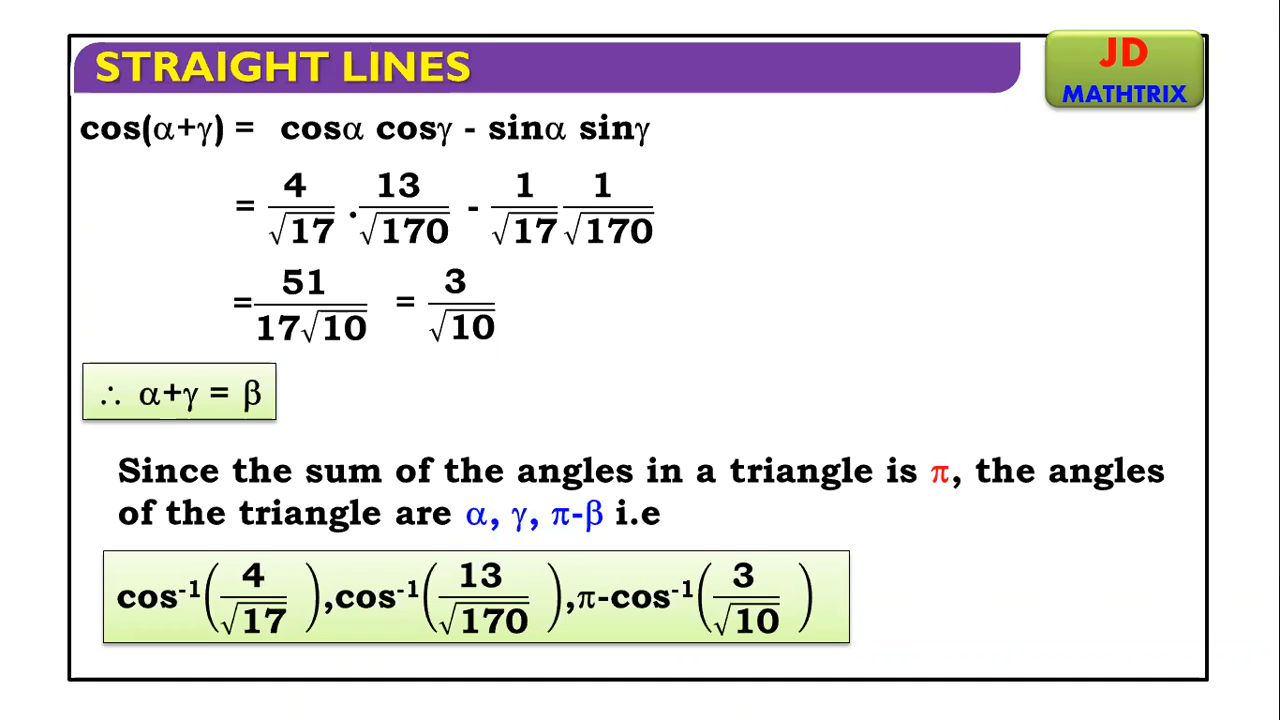 STRAIGHT LINES
JD
MATHTRIX
cos(α+γ) = cosα cosγ - sinα sinγ
= 4/√17 . 13/√170 - 1/√17 1/√170
= 51/17√10 = 3/√10
∴ α+γ = β
Since the sum of the angles in a triangle is π, the angles
of the triangle are α, γ, π-β i.e
cos⁻¹(4/√17),cos⁻¹(13/√170),π-cos⁻¹(3/√10)